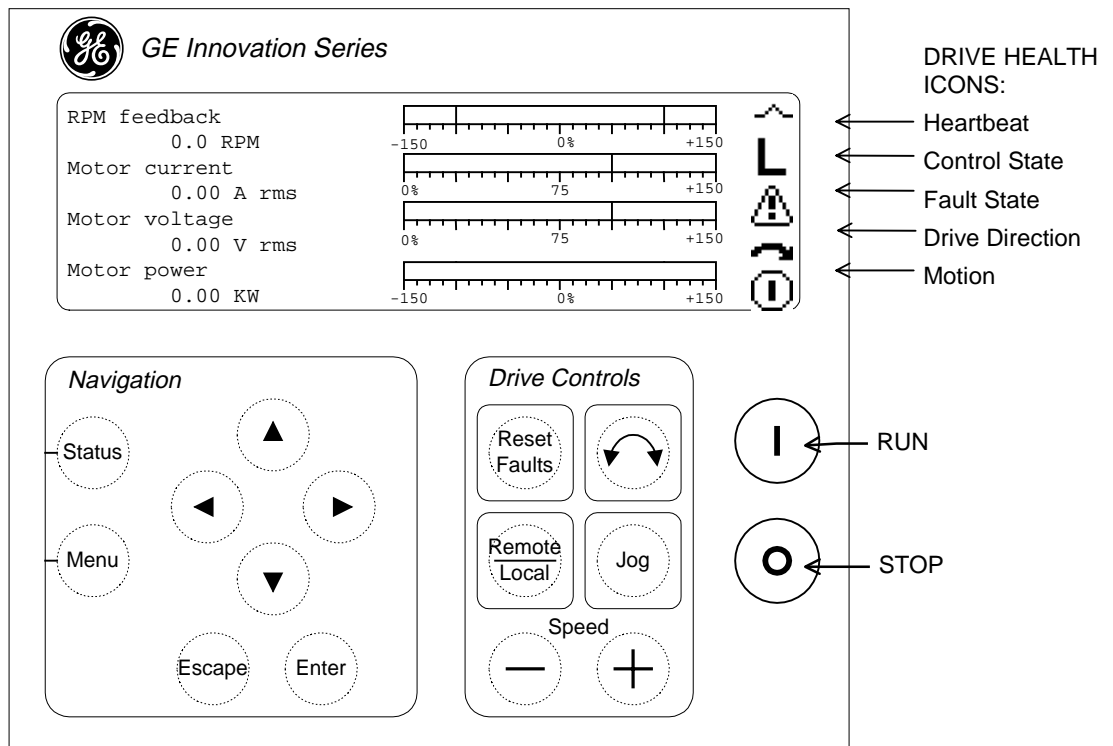 GE Innovation Series
RPM feedback
0.0 RPM
-150 0% +150
Motor current
0.00 A rms
0% 75 +150
Motor voltage
0.00 V rms
0% 75 +150
Motor power
0.00 KW
-150 0% +150
L
DRIVE HEALTH
ICONS:
Heartbeat
Control State
Fault State
Drive Direction
Motion
Navigation
Status
Menu
Escape
Enter
Drive Controls
Reset
Faults
Remote
Local
Jog
Speed
RUN
STOP